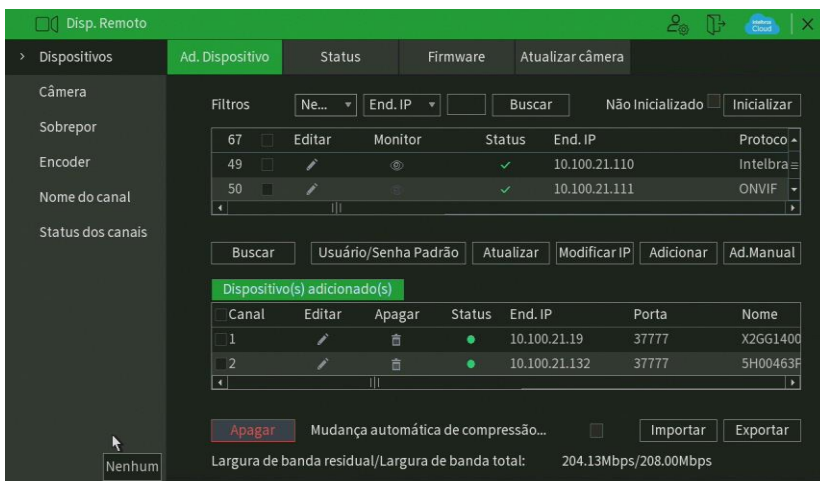 Disp. Remoto
intelbras Cloud
> Dispositivos
Ad. Dispositivo Status Firmware Atualizar câmera
Câmera
Sobrepor
Encoder
Nome do canal
Status dos canais
Filtros Ne... End. IP Buscar Não Inicializado Inicializar
67 Editar Monitor Status End. IP Protoco
49 10.100.21.110 Intelbra
50 10.100.21.111 ONVIF
Buscar Usuário/Senha Padrão Atualizar Modificar IP Adicionar Ad.Manual
Dispositivo(s) adicionado(s)
Canal Editar Apagar Status End. IP Porta Nome
1 10.100.21.19 37777 X2GG1400
2 10.100.21.132 37777 5H00463F
Apagar Mudança automática de compressão... Importar Exportar
Nenhum
Largura de banda residual/Largura de banda total: 204.13Mbps/208.00Mbps